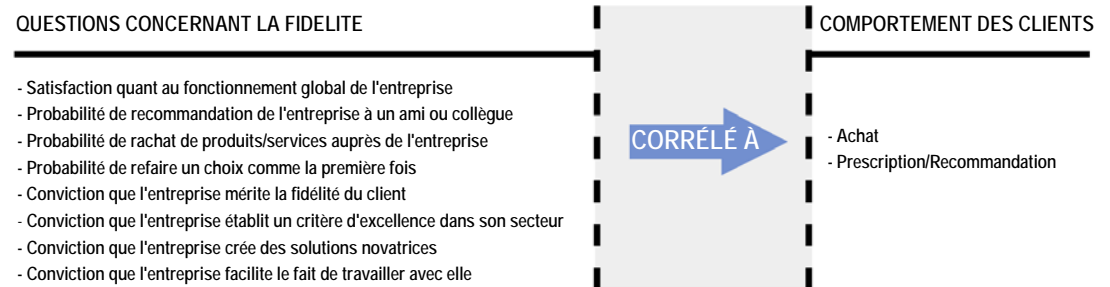 QUESTIONS CONCERNANT LA FIDELITE
- Satisfaction quant au fonctionnement global de l'entreprise
- Probabilité de recommandation de l'entreprise à un ami ou collègue
- Probabilité de rachat de produits/services auprès de l'entreprise
- Probabilité de refaire un choix comme la première fois
- Conviction que l'entreprise mérite la fidélité du client
- Conviction que l'entreprise établit un critère d'excellence dans son secteur
- Conviction que l'entreprise crée des solutions novatrices
- Conviction que l'entreprise facilite le fait de travailler avec elle
CORRÉLÉ À
COMPORTEMENT DES CLIENTS
- Achat
- Prescription/Recommandation